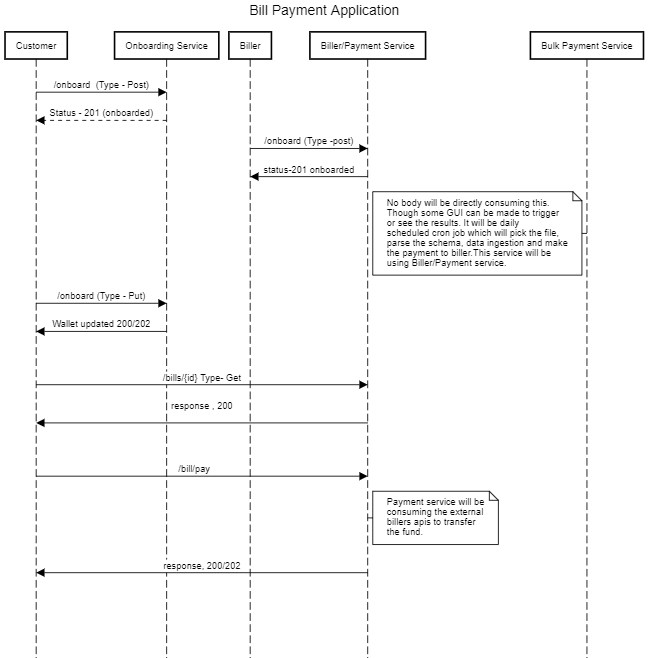 Bill Payment Application
Customer
Onboarding Service
Biller
Biller/Payment Service
Bulk Payment Service
/onboard (Type - Post)
Status - 201 (onboarded)
/onboard (Type -post)
status-201 onboarded
No body will be directly consuming this.
Though some GUI can be made to trigger
or see the results. It will be daily
scheduled cron job which will pick the file,
parse the schema, data ingestion and make
the payment to biller.This service will be
using Biller/Payment service.
/onboard (Type - Put)
Wallet updated 200/202
/bills/{id} Type- Get
response , 200
/bill/pay
Payment service will be
consuming the external
billers apis to transfer
the fund.
response, 200/202